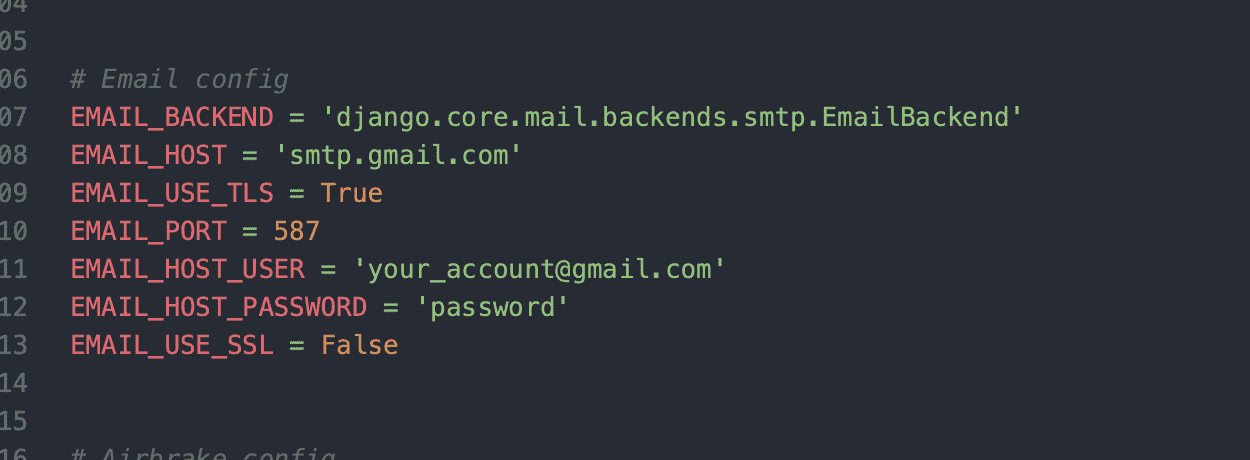 04
05
06 # Email config
07 EMAIL_BACKEND = 'django.core.mail.backends.smtp.EmailBackend'
08 EMAIL_HOST = 'smtp.gmail.com'
09 EMAIL_USE_TLS = True
10 EMAIL_PORT = 587
11 EMAIL_HOST_USER = 'your_account@gmail.com'
12 EMAIL_HOST_PASSWORD = 'password'
13 EMAIL_USE_SSL = False
14
15
16 # Airbrake config